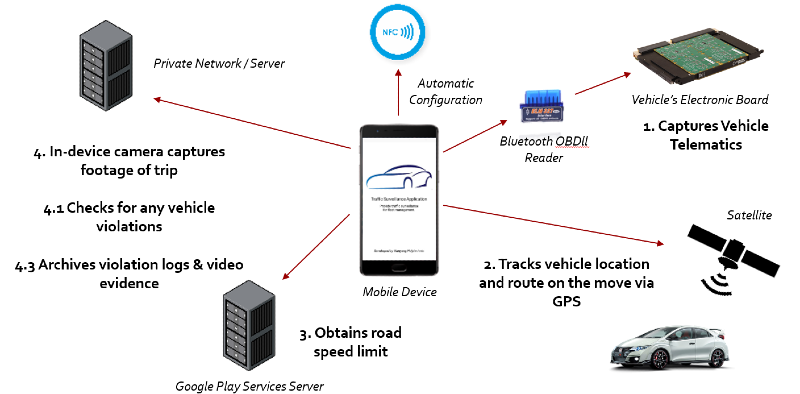 NFC
Private Network / Server
Automatic
Configuration
Bluetooth OBDll
Reader
Vehicle's Electronic Board
1. Captures Vehicle
Telematics
4. In-device camera captures
footage of trip
4.1 Checks for any vehicle
violations
4.3 Archives violation logs & video
evidence
Traffic Surveillance Application
Mobile Device
Satellite
2. Tracks vehicle location
and route on the move via
GPS
3. Obtains road
speed limit
Google Play Services Server